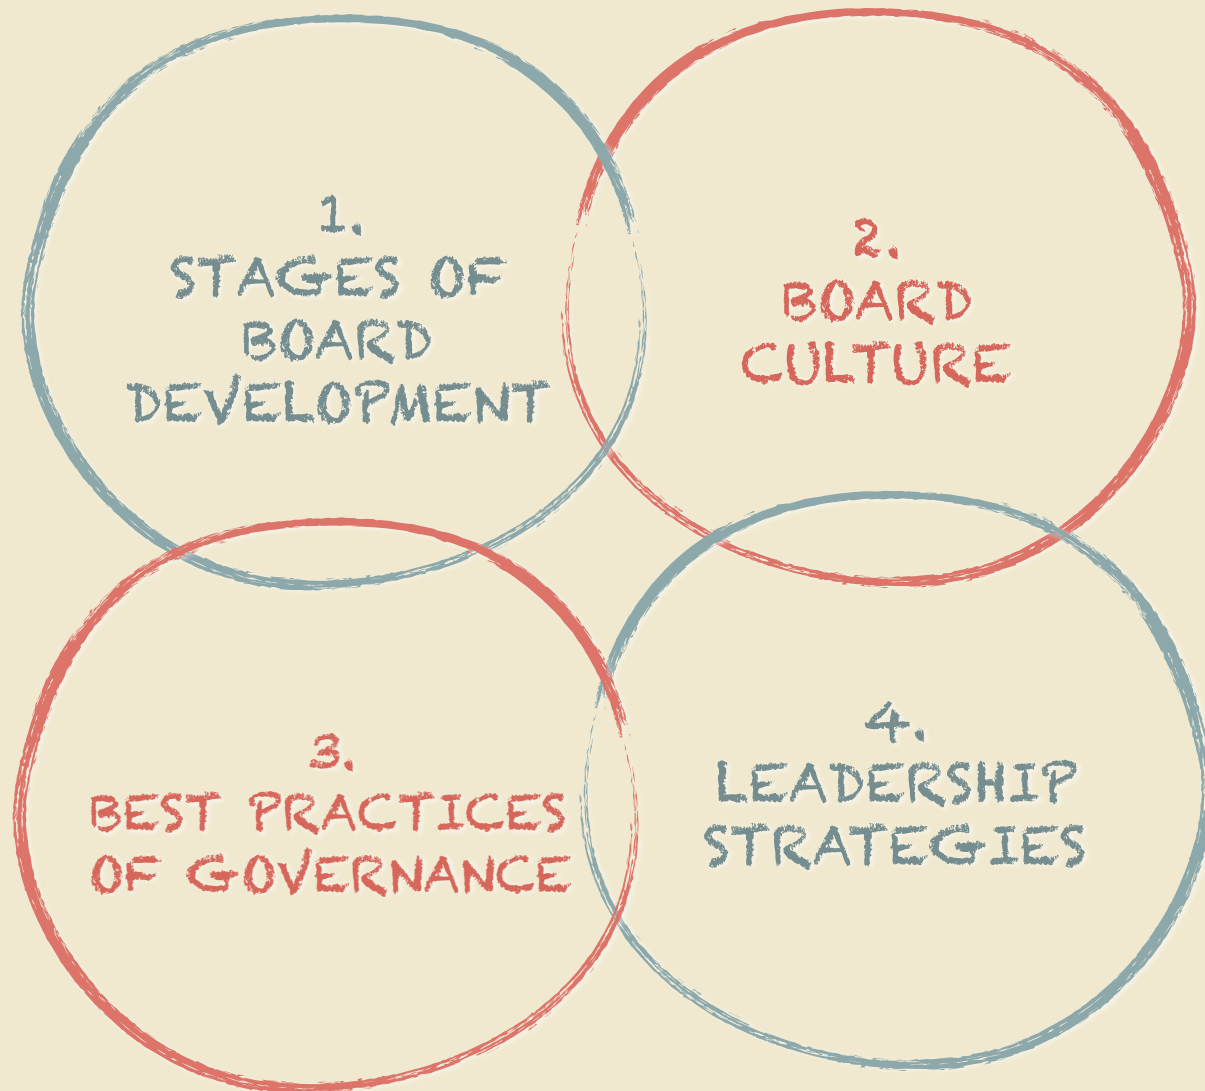 1.
STAGES OF
BOARD
DEVELOPMENT
2.
BOARD
CULTURE
3.
BEST PRACTICES
OF GOVERNANCE
4.
LEADERSHIP
STRATEGIES